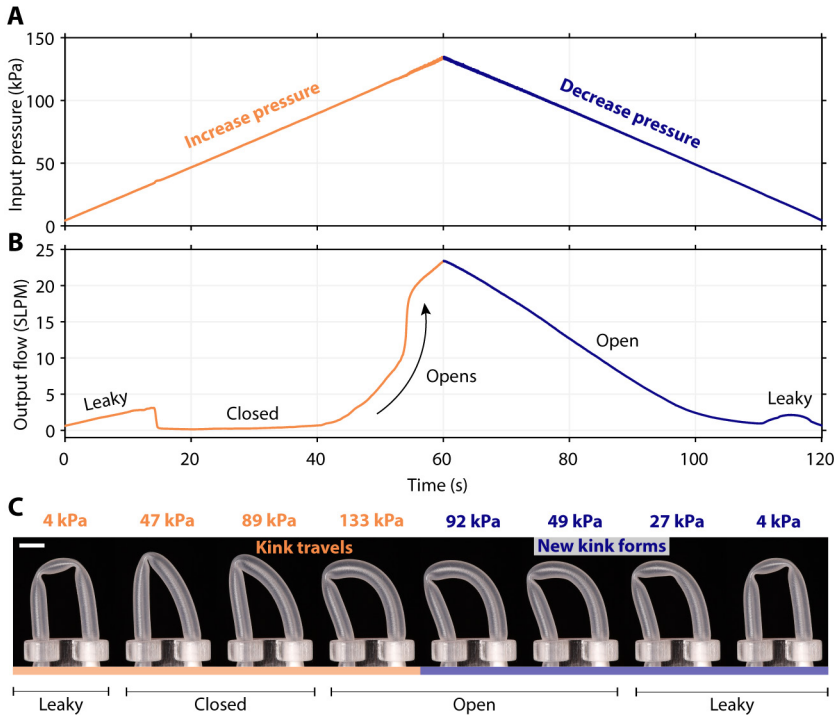 A
150
100
50
0
Input pressure (kPa)
Increase pressure
Decrease pressure
B
25
20
15
10
5
0
Output flow (SLPM)
Leaky
Closed
Opens
Open
Leaky
0 20 40 60 80 100 120
Time (s)
C
4 kPa 47 kPa 89 kPa 133 kPa 92 kPa 49 kPa 27 kPa 4 kPa
Kink travels New kink forms
Leaky Closed Open Leaky